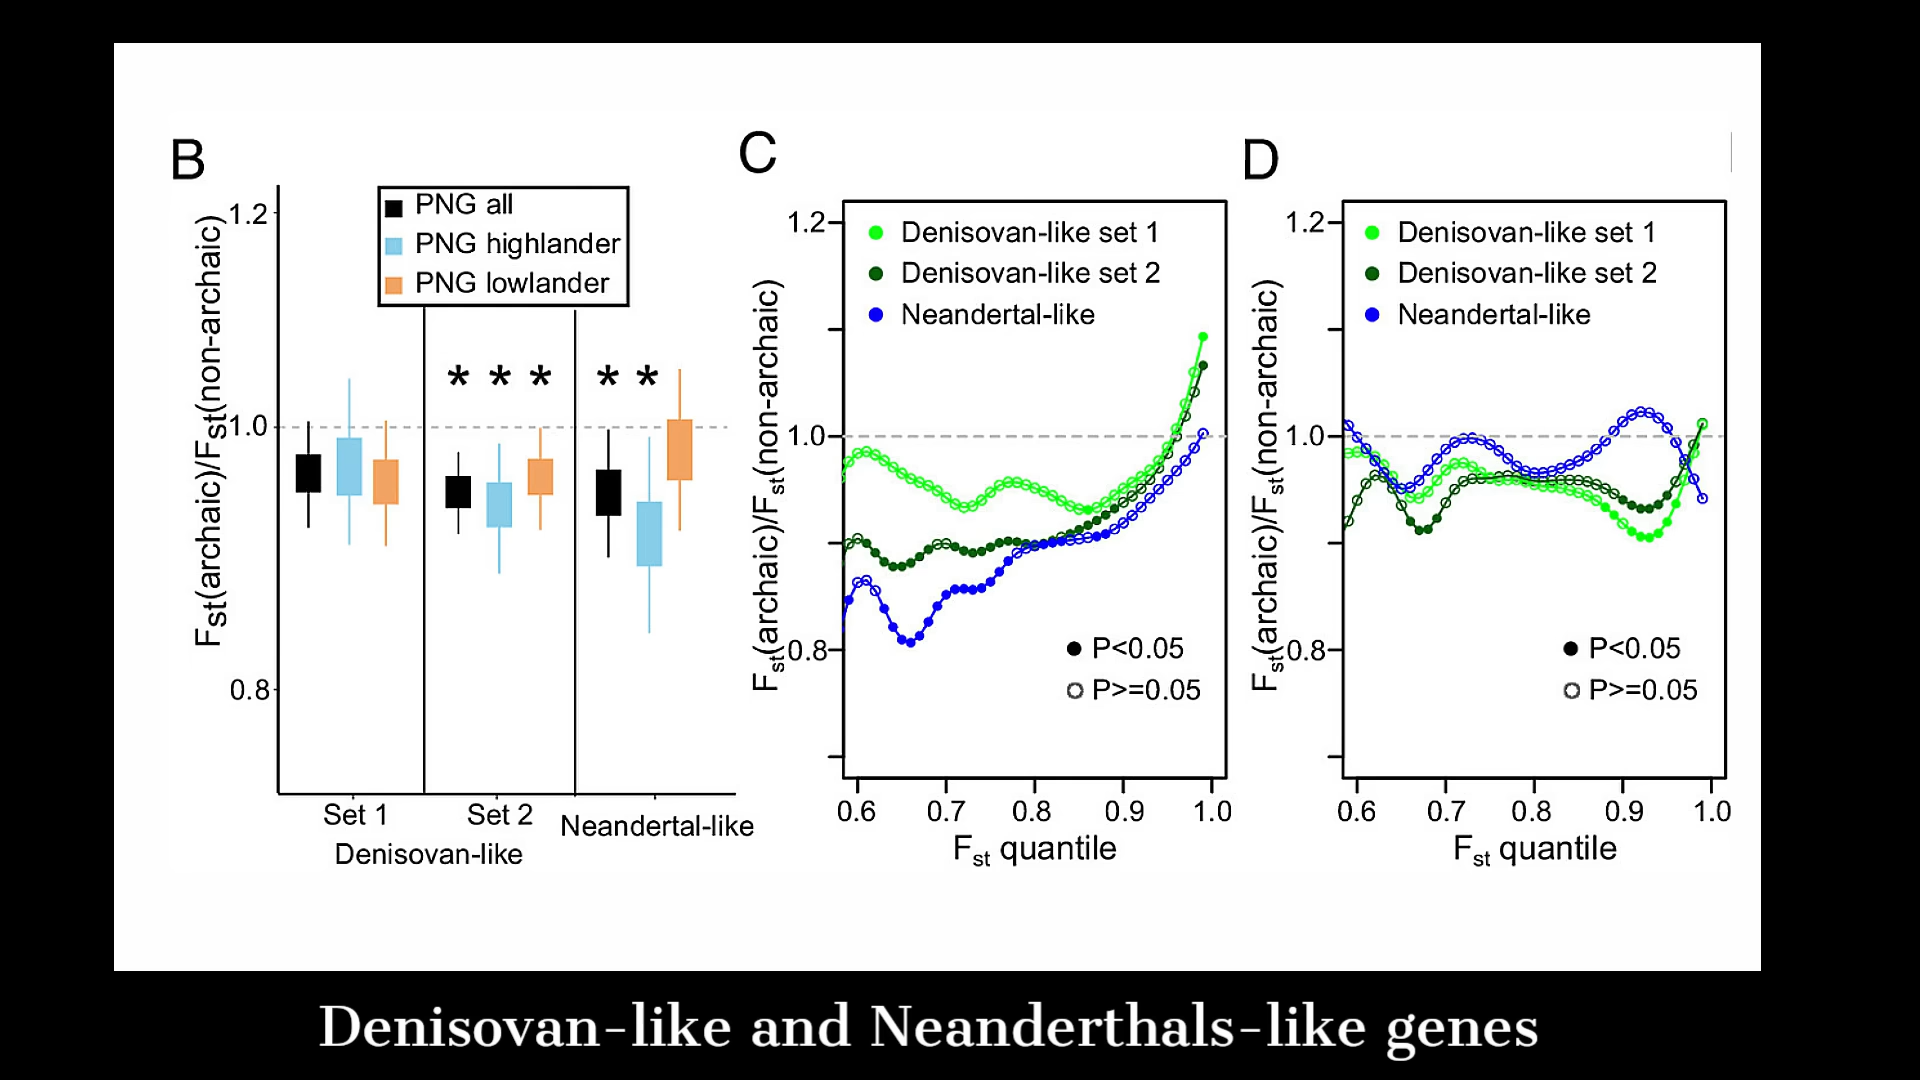 B
PNG all
PNG highlander
PNG lowlander
1.2
1.0
0.8
Fst(archaic)/Fst(non-archaic)
* * * * *
Set 1
Set 2
Denisovan-like
Neandertal-like
C
Denisovan-like set 1
Denisovan-like set 2
Neandertal-like
1.2
1.0
0.8
Fst(archaic)/Fst(non-archaic)
P<0.05
P>=0.05
0.6 0.7 0.8 0.9 1.0
Fst quantile
D
Denisovan-like set 1
Denisovan-like set 2
Neandertal-like
1.2
1.0
0.8
Fst(archaic)/Fst(non-archaic)
P<0.05
P>=0.05
0.6 0.7 0.8 0.9 1.0
Fst quantile
Denisovan-like and Neanderthals-like genes